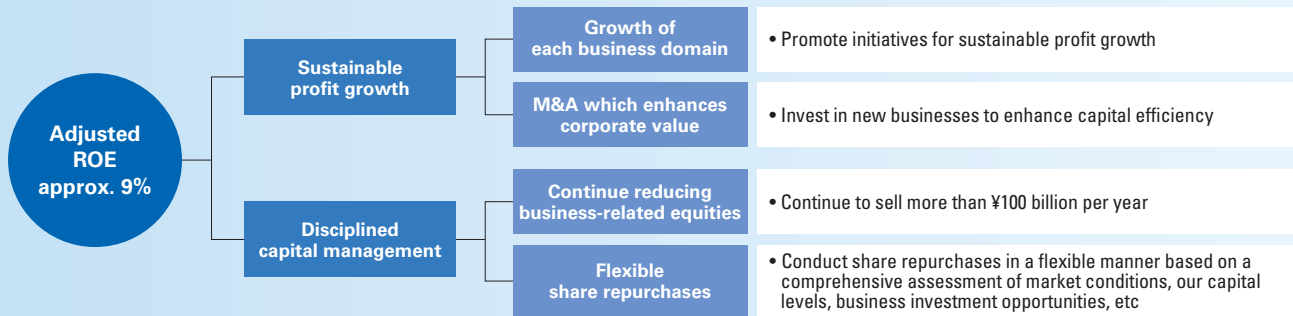 Adjusted
ROE
approx. 9%
Sustainable
profit growth
Growth of
each business domain
• Promote initiatives for sustainable profit growth
M&A which enhances
corporate value
• Invest in new businesses to enhance capital efficiency
Disciplined
capital management
Continue reducing
business-related equities
• Continue to sell more than ¥100 billion per year
Flexible
share repurchases
• Conduct share repurchases in a flexible manner based on a
comprehensive assessment of market conditions, our capital
levels, business investment opportunities, etc